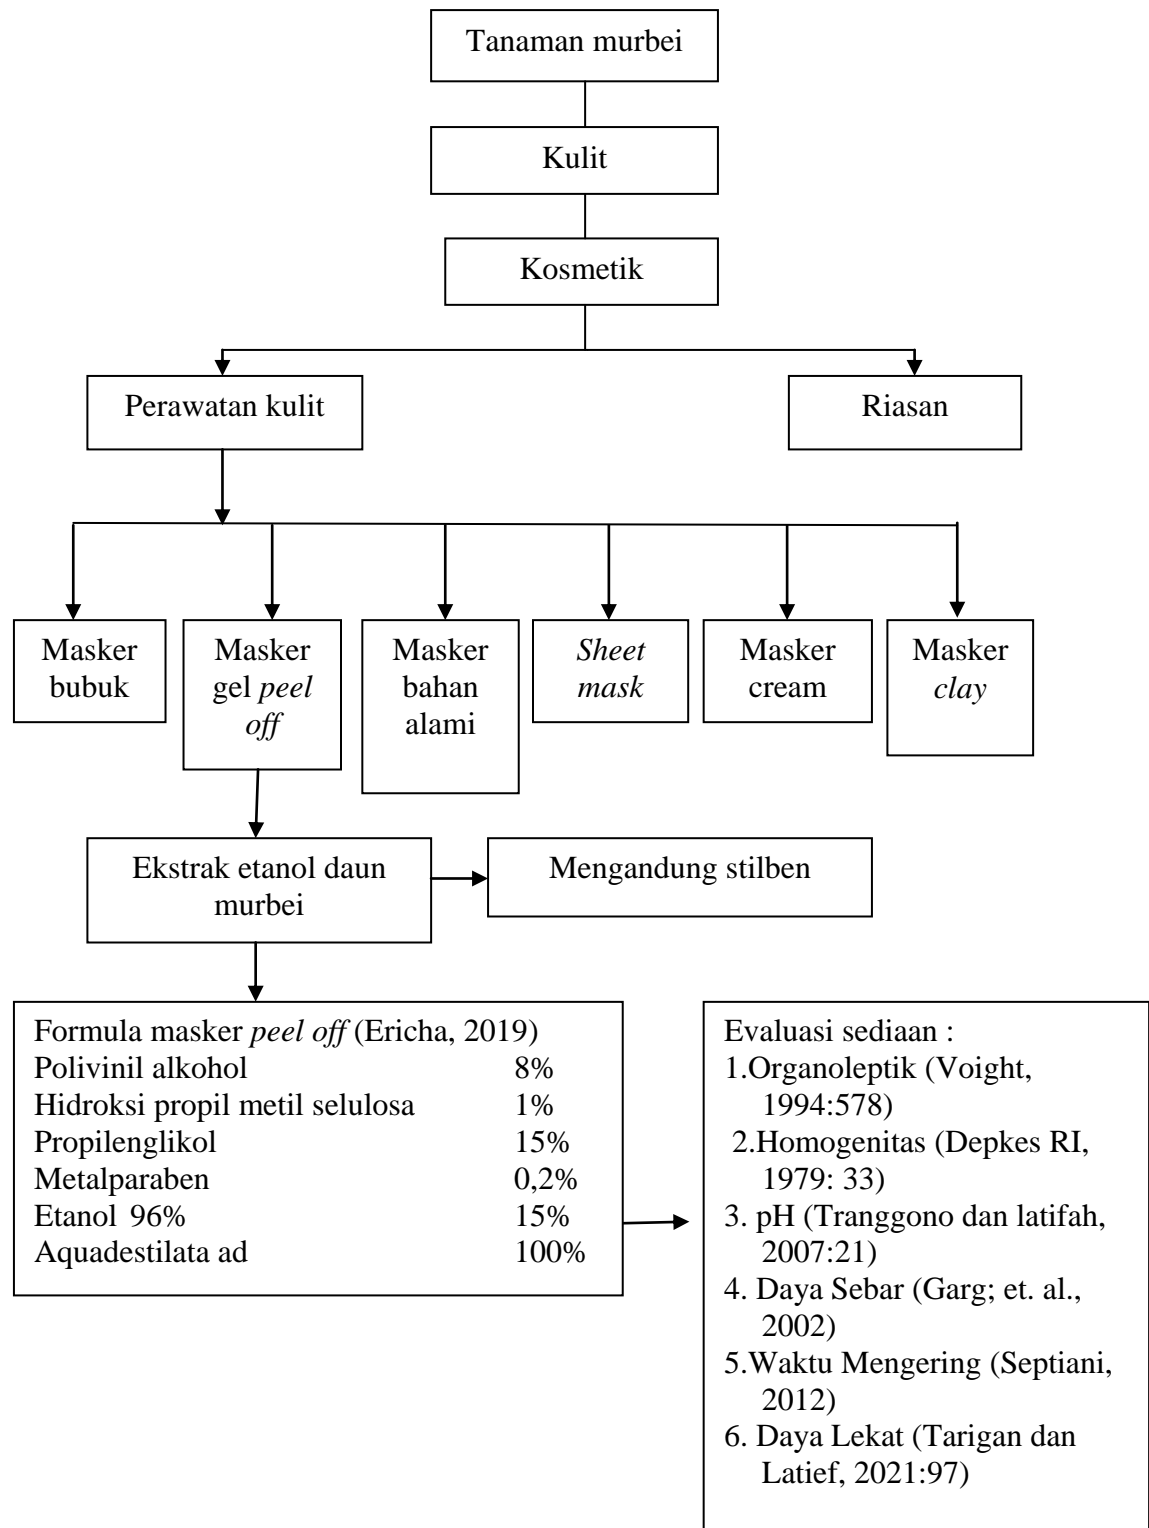 Tanaman murbei
Kulit
Kosmetik
Perawatan kulit
Riasan
Masker
bubuk
Masker
gel peel
off
Masker
bahan
alami
Sheet
mask
Masker
cream
Masker
clay
Ekstrak etanol daun
murbei
Mengandung stilben
Formula masker peel off (Ericha, 2019)
Polivinil alkohol 8%
Hidroksi propil metil selulosa 1%
Propilenglikol 15%
Metalparaben 0,2%
Etanol 96% 15%
Aquadestilata ad 100%
Evaluasi sediaan :
1.Organoleptik (Voight,
1994:578)
2.Homogenitas (Depkes RI,
1979: 33)
3. pH (Tranggono dan latifah,
2007:21)
4. Daya Sebar (Garg; et. al.,
2002)
5.Waktu Mengering (Septiani,
2012)
6. Daya Lekat (Tarigan dan
Latief, 2021:97)